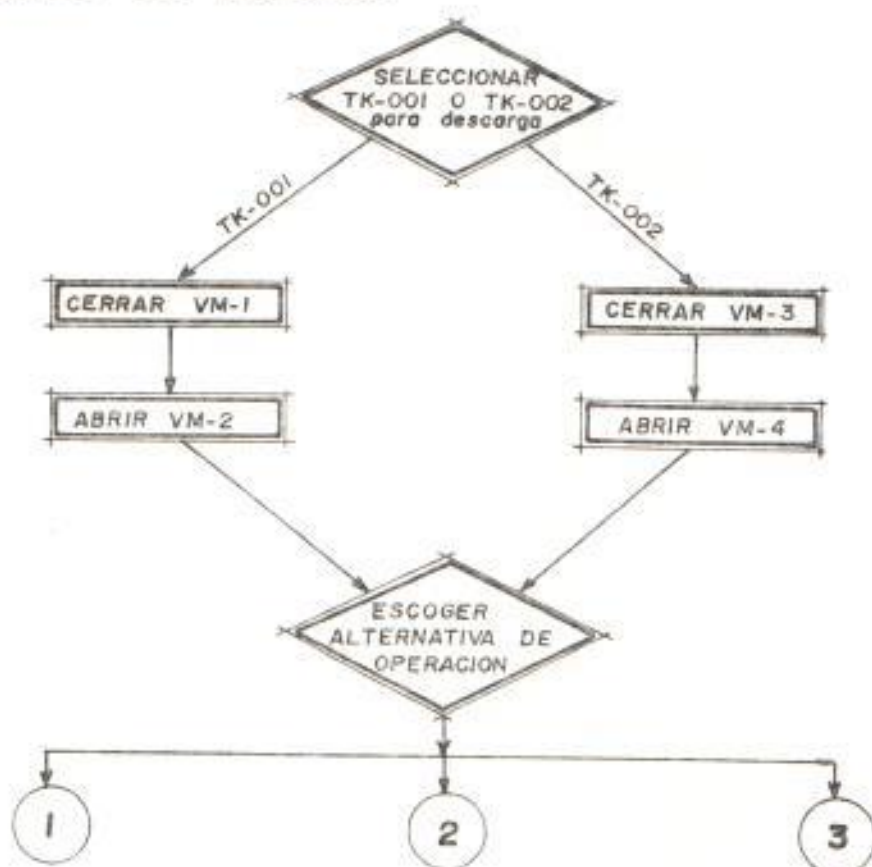 SELECCIONAR
TK-001 O TK-002
para descarga
TK-001
TK-002
CERRAR VM-1
CERRAR VM-3
ABRIR VM-2
ABRIR VM-4
ESCOGER
ALTERNATIVA DE
OPERACION
1
2
3